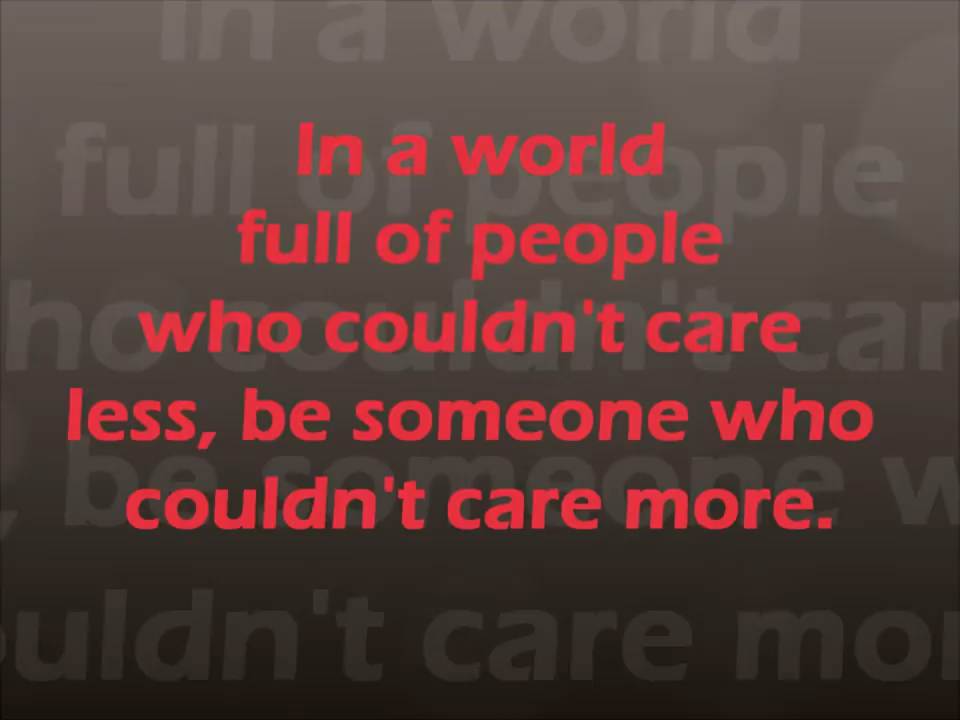 In a world
full of people
who couldn't care
less, be someone who
couldn't care more.